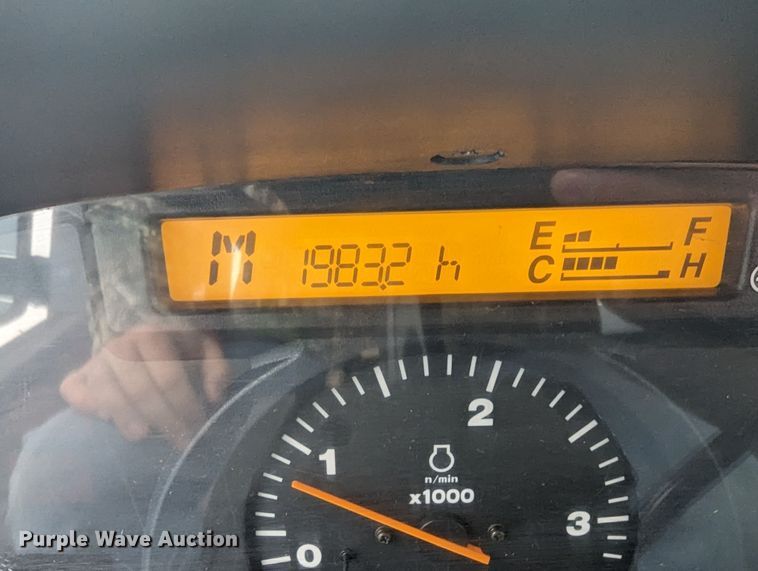 M 1983.2 h E F
C H
2
1
n/min
x1000
3
0
Purple Wave Auction